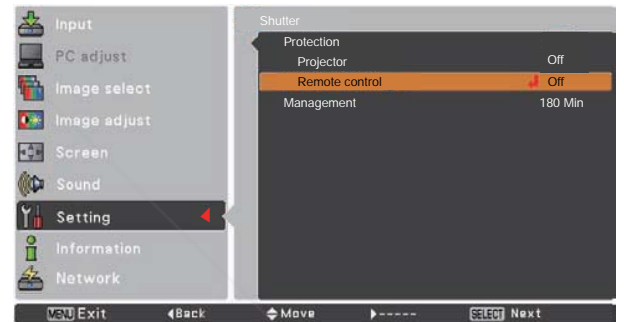 Input
PC adjust
Image select
Image adjust
Screen
Sound
Setting
Information
Network
Shutter
Protection
Projector Off
Remote control Off
Management 180 Min
MENU Exit Back Move ----- SELECT Next